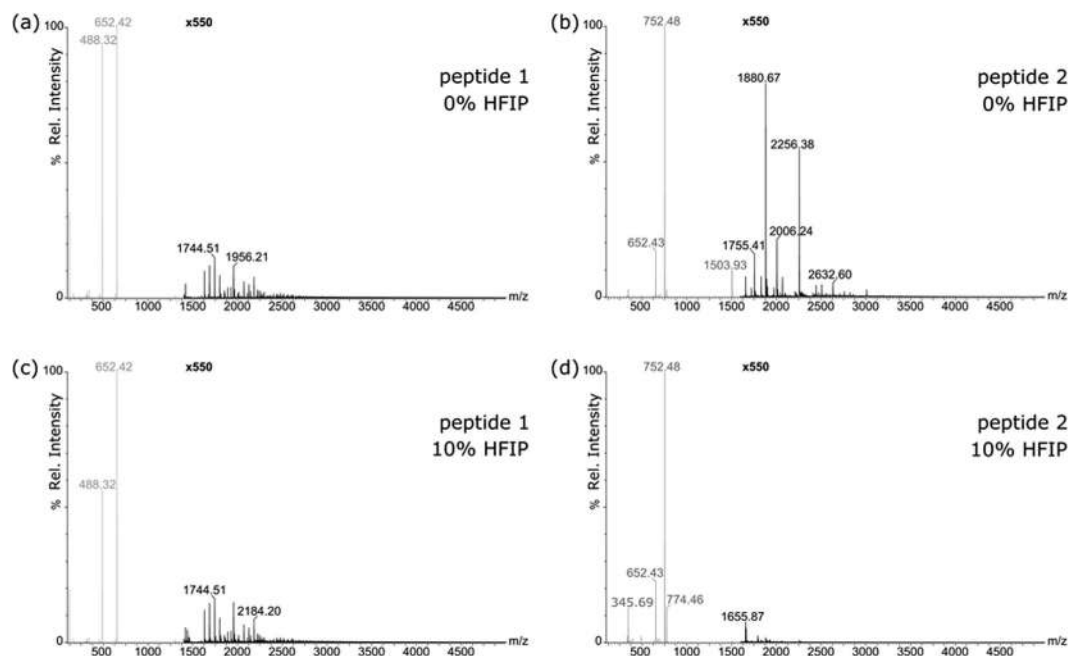 (a)
100
652.42
488.32
x550
peptide 1
0% HFIP
% Rel. Intensity
1744.51
1956.21
0
500 1000 1500 2000 2500 3000 3500 4000 4500
m/z
(b)
100
752.48
x550
peptide 2
0% HFIP
% Rel. Intensity
1880.67
2256.38
652.43
1503.93
1755.41
2006.24
2632.60
0
500 1000 1500 2000 2500 3000 3500 4000 4500
m/z
(c)
100
652.42
x550
peptide 1
10% HFIP
% Rel. Intensity
488.32
1744.51
2184.20
0
500 1000 1500 2000 2500 3000 3500 4000 4500
m/z
(d)
100
752.48
x550
peptide 2
10% HFIP
% Rel. Intensity
652.43
345.69
774.46
1655.87
0
500 1000 1500 2000 2500 3000 3500 4000 4500
m/z